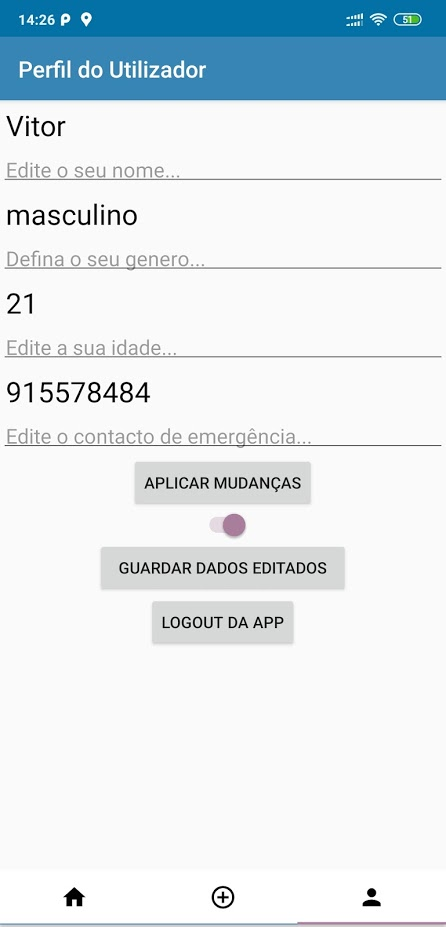 14:26
51
Perfil do Utilizador
Vitor
Edite o seu nome...
masculino
Defina o seu genero...
21
Edite a sua idade...
915578484
Edite o contacto de emergência...
APLICAR MUDANÇAS
GUARDAR DADOS EDITADOS
LOGOUT DA APP